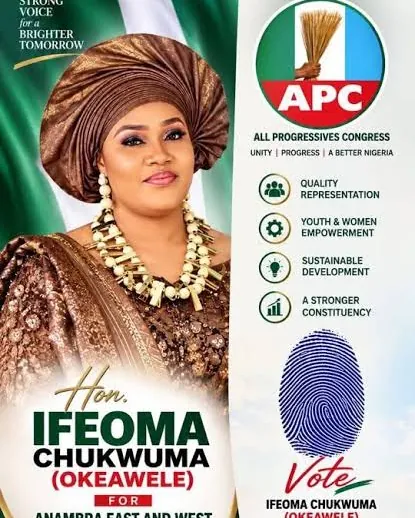 STRONG
VOICE
for a
BRIGHTER
TOMORROW
APC
ALL PROGRESSIVES CONGRESS
UNITY | PROGRESS | A BETTER NIGERIA
QUALITY
REPRESENTATION
YOUTH & WOMEN
EMPOWERMENT
SUSTAINABLE
DEVELOPMENT
A STRONGER
CONSTITUENCY
Hon.
IFEOMA
CHUKWUMA
(OKEAWELE)
FOR
ANAMBRA EAST AND WEST
Vote
IFEOMA CHUKWUMA
(OKEAWELE)